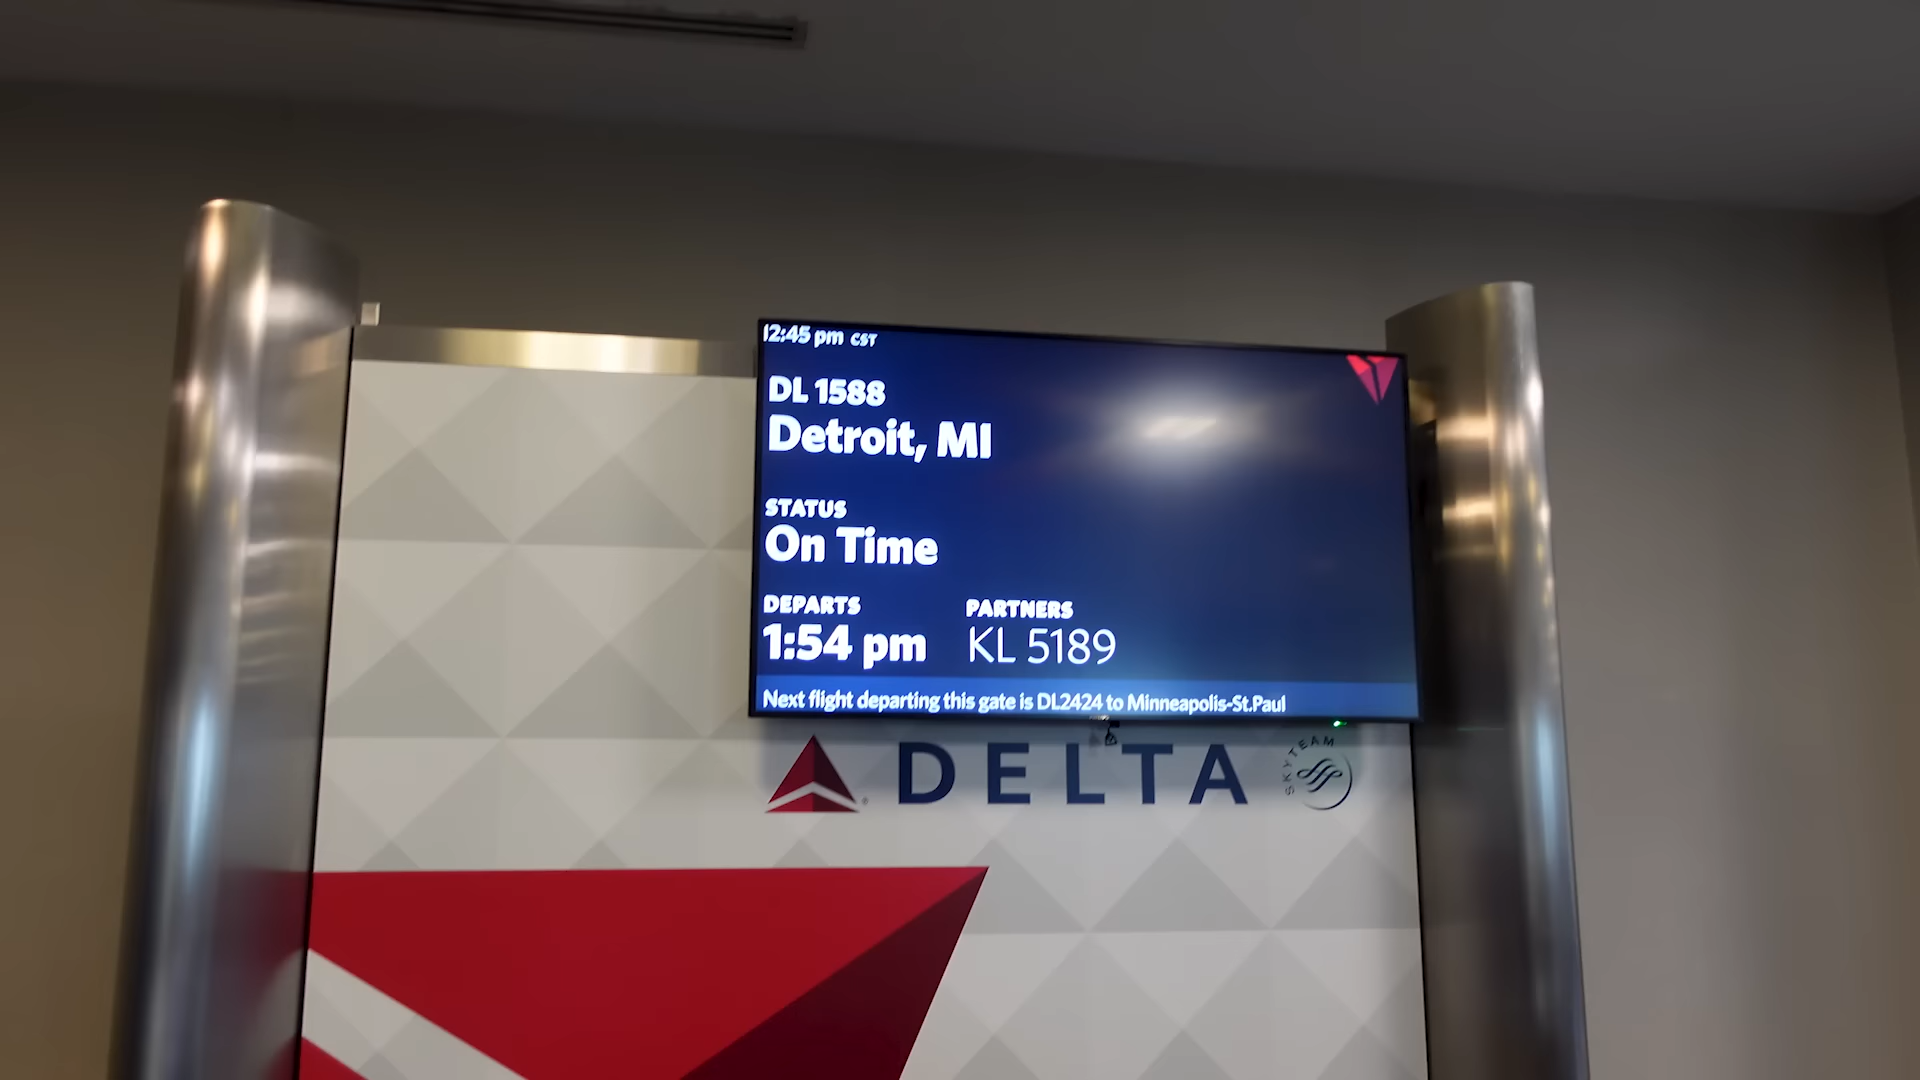 12:45 pm CST
DL 1588
Detroit, MI
STATUS
On Time
DEPARTS
1:54 pm
PARTNERS
KL 5189
Next flight departing this gate is DL2424 to Minneapolis-St.Paul
DELTA
SKYTEAM